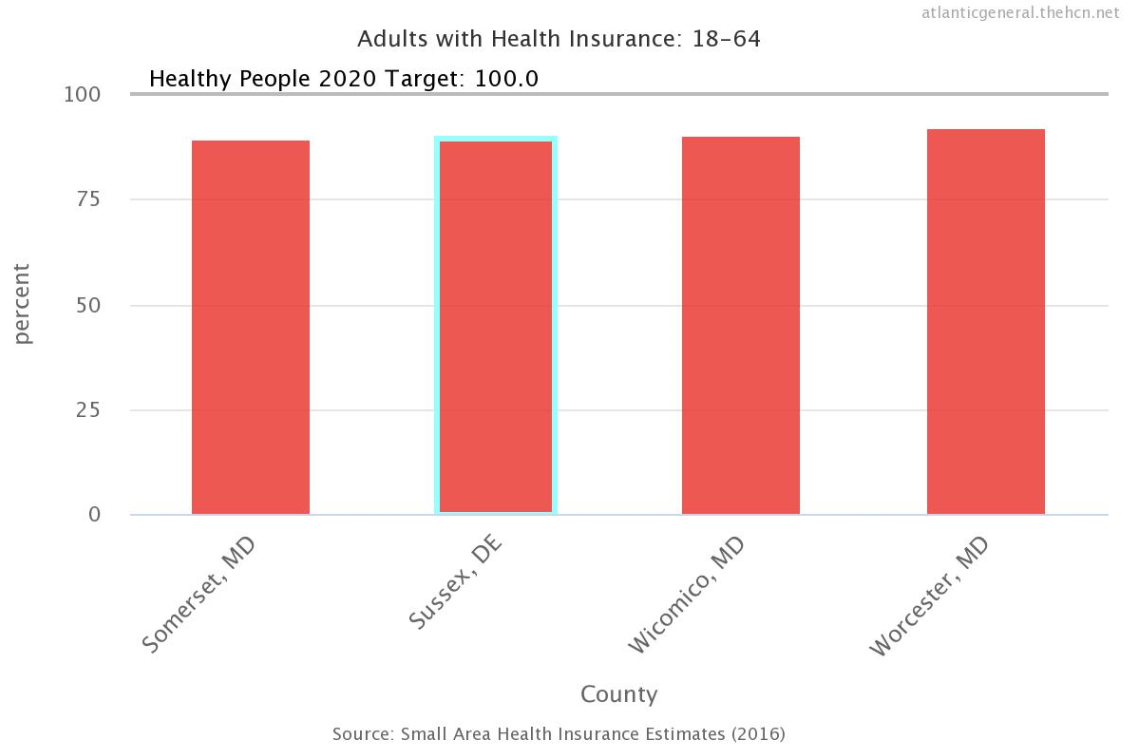 atlanticgeneral.thehcn.net
Adults with Health Insurance: 18-64
Healthy People 2020 Target: 100.0
100
75
50
25
0
percent
Somerset, MD
Sussex, DE
Wicomico, MD
Worcester, MD
County
Source: Small Area Health Insurance Estimates (2016)